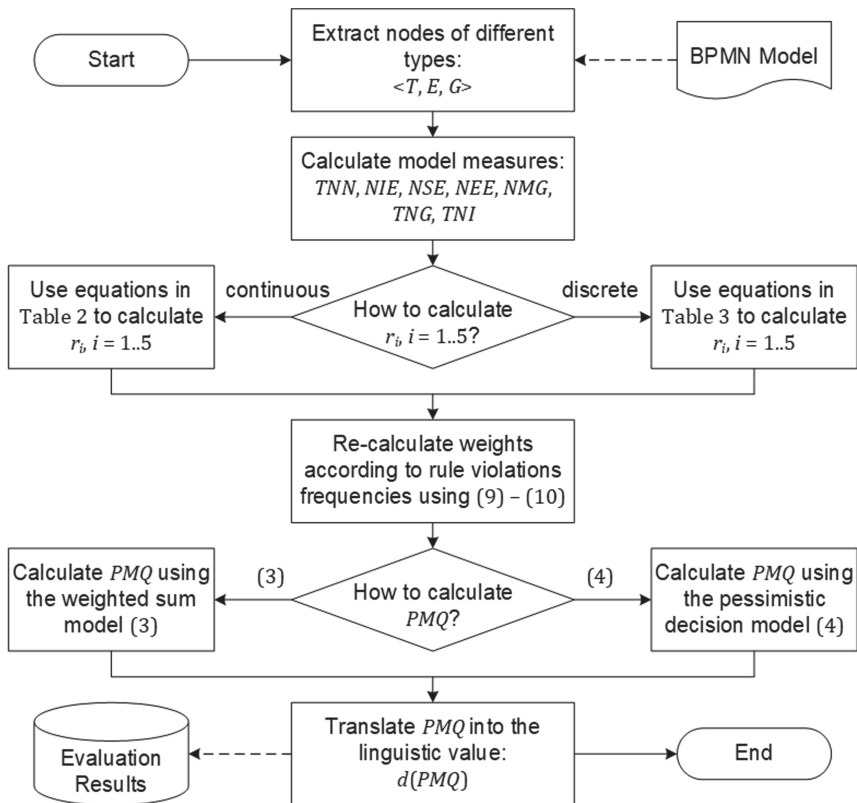 Start
Extract nodes of different
types:
<T, E, G>
BPMN Model
Calculate model measures:
TNN, NIE, NSE, NEE, NMG,
TNG, TNI
Use equations in
Table 2 to calculate
rᵢ, i = 1..5
continuous
How to calculate
rᵢ, i = 1..5?
discrete
Use equations in
Table 3 to calculate
rᵢ, i = 1..5
Re-calculate weights
according to rule violations
frequencies using (9) – (10)
Calculate PMQ using
the weighted sum
model (3)
(3)
How to calculate
PMQ?
(4)
Calculate PMQ using
the pessimistic
decision model (4)
Evaluation
Results
Translate PMQ into the
linguistic value:
d(PMQ)
End